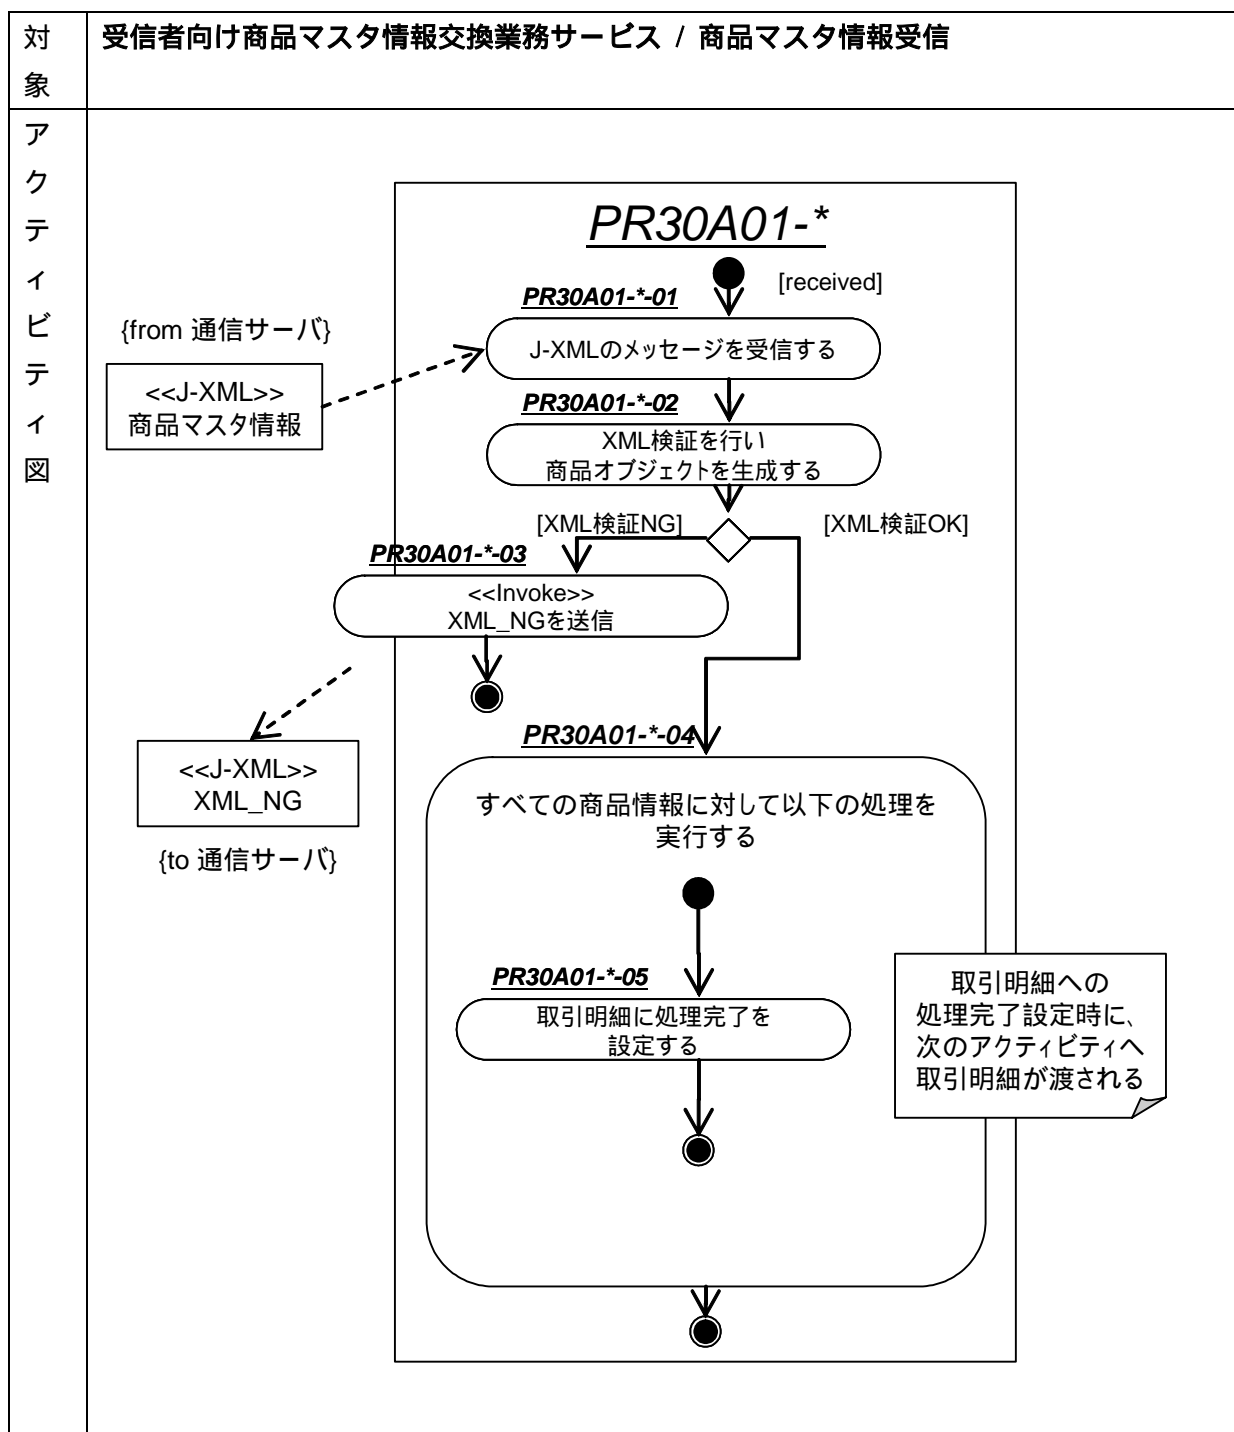 対象
受信者向け商品マスタ情報交換業務サービス / 商品マスタ情報受信
アクティビティ図
PR30A01-*
[received]
PR30A01-*-01
{from 通信サーバ}
J-XMLのメッセージを受信する
<<J-XML>>
商品マスタ情報
PR30A01-*-02
XML検証を行い
商品オブジェクトを生成する
[XML検証NG]
[XML検証OK]
PR30A01-*-03
<<Invoke>>
XML_NGを送信
PR30A01-*-04
<<J-XML>>
XML_NG
{to 通信サーバ}
すべての商品情報に対して以下の処理を
実行する
PR30A01-*-05
取引明細に処理完了を
設定する
取引明細への
処理完了設定時に、
次のアクティビティへ
取引明細が渡される